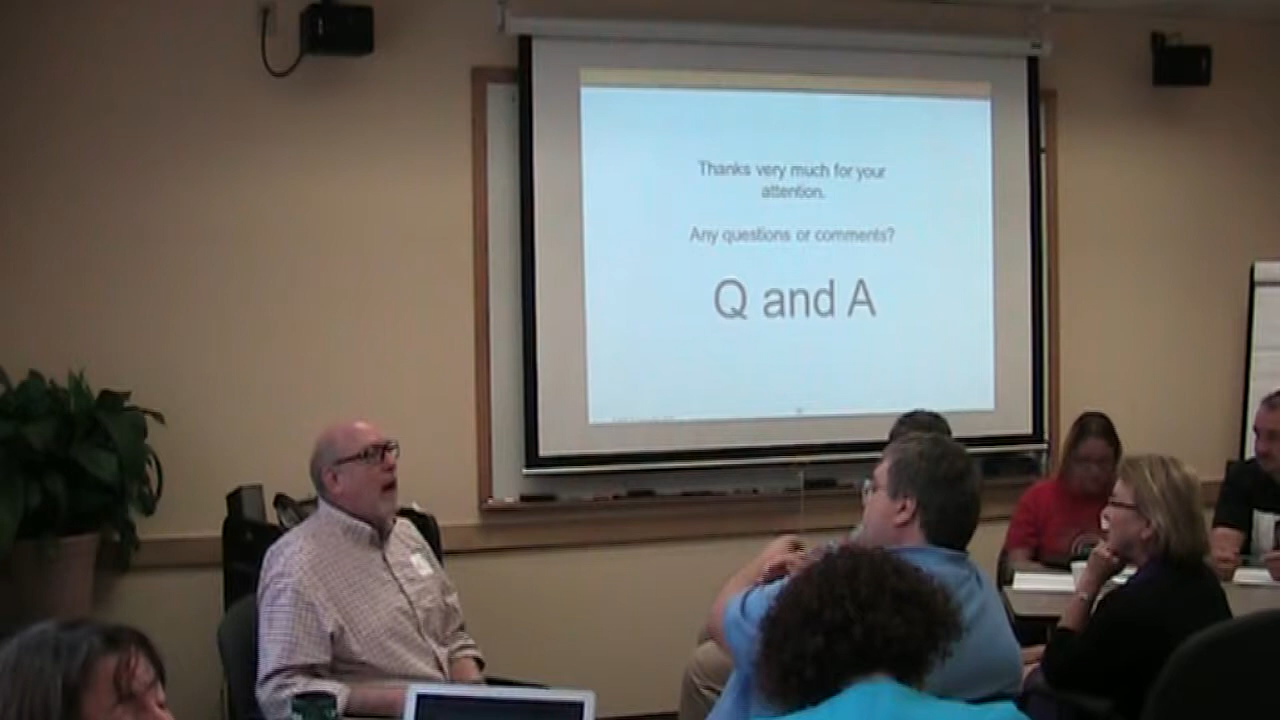 Thanks very much for your
attention.
Any questions or comments?
Q and A